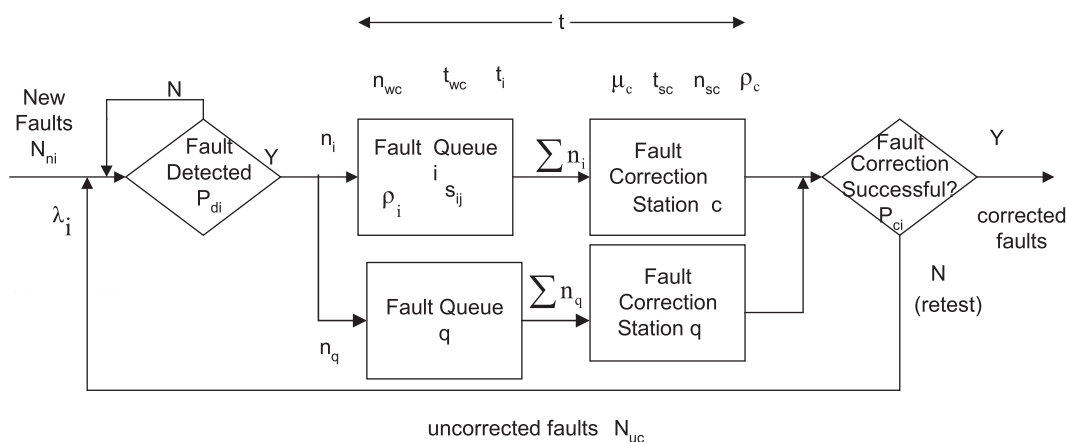 t
n_wc t_wc t_i
μ_c t_sc n_sc ρ_c
New
Faults
N_ni
N
Fault
Detected
P_di
Y
λ_i
n_i
Fault Queue
i
ρ_i s_ij
∑n_i
Fault
Correction
Station c
Fault
Correction
Successful?
P_ci
Y
corrected
faults
N
(retest)
n_q
Fault Queue
q
∑n_q
Fault
Correction
Station q
uncorrected faults N_uc